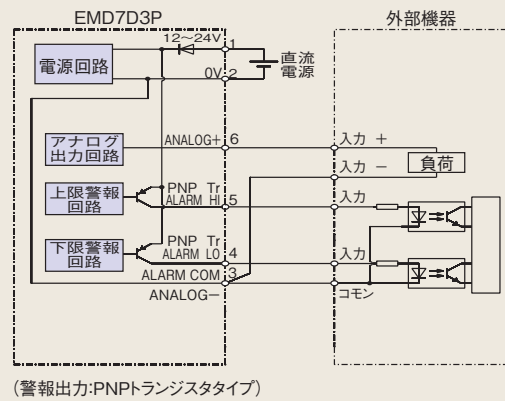 EMD7D3P
外部機器
12～24V
1
電源回路
直流
電源
0V
2
アナログ
出力回路
ANALOG+
6
入力 +
入力 −
負荷
上限警報
回路
PNP Tr
ALARM HI
5
入力
下限警報
回路
PNP Tr
ALARM LO
4
入力
ALARM COM
3
ANALOG−
コモン
(警報出力:PNPトランジスタタイプ)